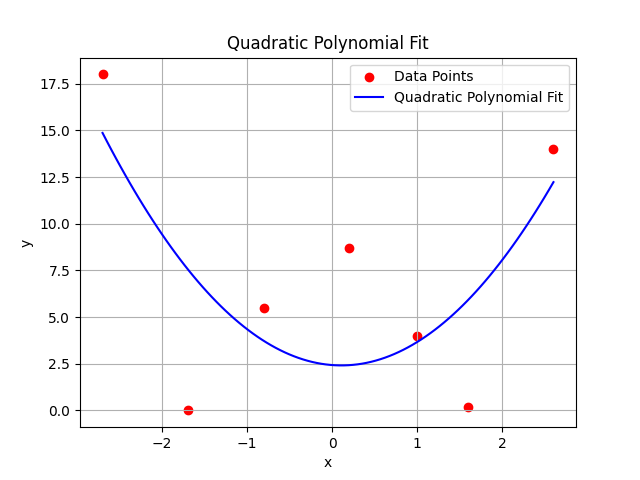 Quadratic Polynomial Fit
Data Points
Quadratic Polynomial Fit
17.5
15.0
12.5
10.0
7.5
5.0
2.5
0.0
y
−2 −1 0 1 2
x